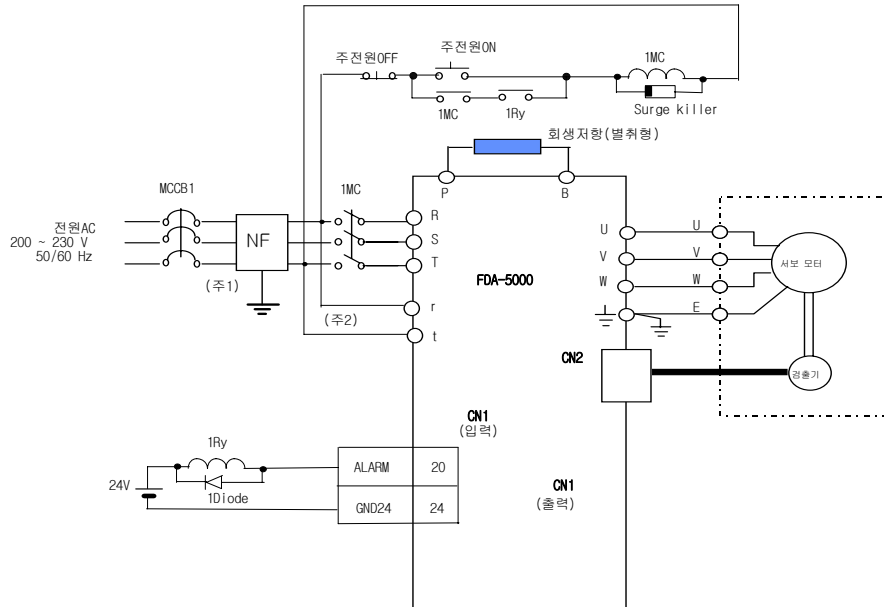 주전원OFF
주전원ON
1MC
1MC
1Ry
Surge killer
회생저항(별취형)
MCCB1
1MC
P
B
전원AC
200 ~ 230 V
50/60 Hz
NF
(주1)
R
S
T
r
t
(주2)
FDA-5000
U
V
W
U
V
W
E
서보 모터
검출기
CN2
CN1
(입력)
1Ry
24V
1Diode
ALARM
20
GND24
24
CN1
(출력)